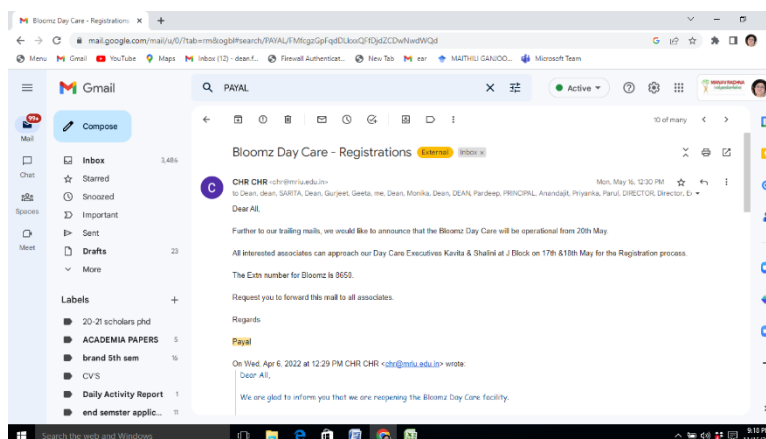 Bloomz Day Care - Registrations
mail.google.com/mail/u/0/?tab=rm&ogbl#search/PAYAL/
Menu Gmail YouTube Maps Inbox (12) - dean.f... Firewall Authenticat... New Tab ear MAITHILI GANJOO... Microsoft Team
Gmail
PAYAL
Active
99+
Mail
Chat
Spaces
Meet
Compose
Inbox 3,486
Starred
Snoozed
Important
Sent
Drafts 23
More
Labels
20-21 scholars phd
ACADEMIA PAPERS 5
brand 5th sem 16
CV'S
Daily Activity Report 1
end semster applic... 11
10 of many
Bloomz Day Care - Registrations External Inbox x
C
CHR CHR <chr@mriu.edu.in> Mon, May 16, 12:30 PM
to Dean, dean, SARITA, Dean, Gurjeet, Geeta, me, Dean, Monika, Dean, DEAN, Pardeep, PRINCIPAL, Anandajit, Priyanka, Parul, DIRECTOR, Director,
Dear All,
Further to our trailing mails, we would like to announce that the Bloomz Day Care will be operational from 20th May.
All interested associates can approach our Day Care Executives Kavita & Shalini at J Block on 17th &18th May for the Registration process.
The Extn number for Bloomz is 8658.
Request you to forward this mail to all associates.
Regards
Payal
On Wed, Apr 6, 2022 at 12:29 PM CHR CHR <chr@mriu.edu.in> wrote:
Dear All,
We are glad to inform you that we are reopening the Bloomz Day Care facility.
Search the web and Windows
9:10 P